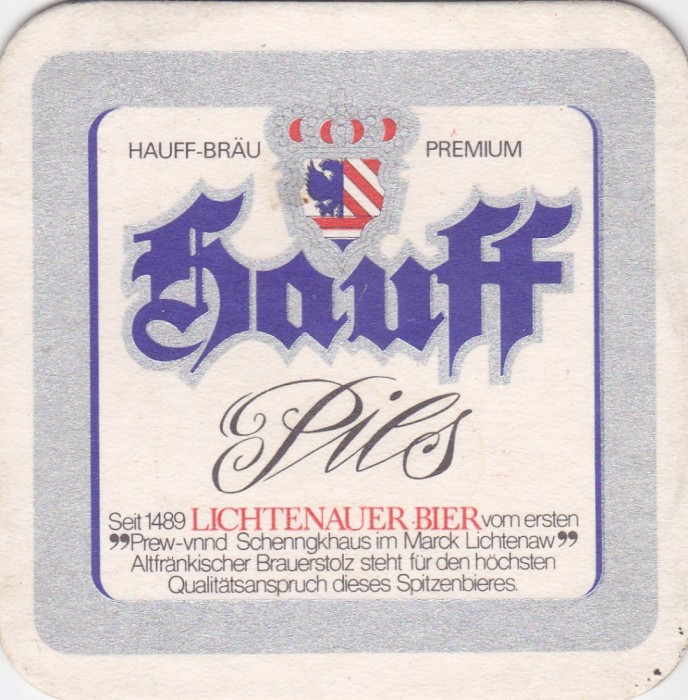 HAUFF-BRÄU PREMIUM
Hauff
Pils
Seit 1489 LICHTENAUER BIER vom ersten
”Prew-vnnd Schenngkhaus im Marck Lichtenaw”
Altfränkischer Brauerstolz steht für den höchsten
Qualitätsanspruch dieses Spitzenbieres.